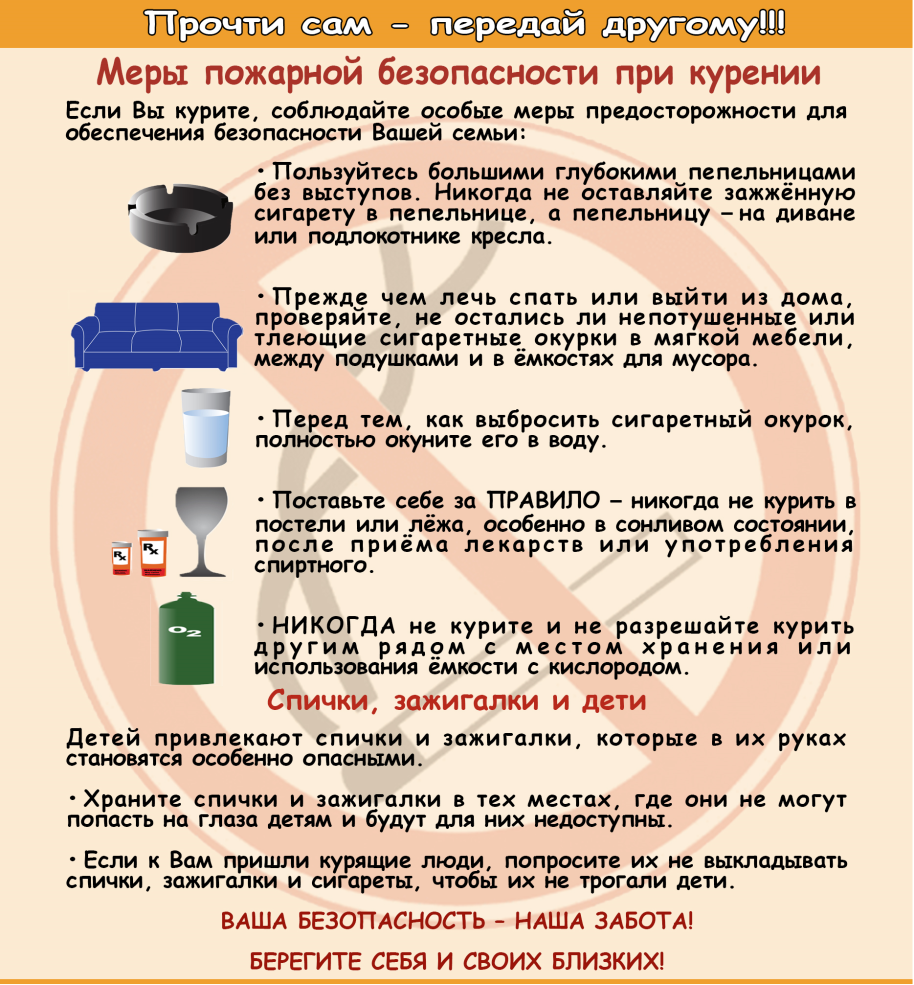 Прочти сам - передай другому!!!
Меры пожарной безопасности при курении
Если Вы курите, соблюдайте особые меры предосторожности для
обеспечения безопасности Вашей семьи:
• Пользуйтесь большими глубокими пепельницами
без выступов. Никогда не оставляйте зажжённую
сигарету в пепельнице, а пепельницу – на диване
или подлокотнике кресла.
• Прежде чем лечь спать или выйти из дома,
проверяйте, не остались ли непотушенные или
тлеющие сигаретные окурки в мягкой мебели,
между подушками и в ёмкостях для мусора.
• Перед тем, как выбросить сигаретный окурок,
полностью окуните его в воду.
• Поставьте себе за ПРАВИЛО – никогда не курить в
постели или лёжа, особенно в сонливом состоянии,
после приёма лекарств или употребления
спиртного.
Rx Rx
O2
• НИКОГДА не курите и не разрешайте курить
другим рядом с местом хранения или
использования ёмкости с кислородом.
Спички, зажигалки и дети
Детей привлекают спички и зажигалки, которые в их руках
становятся особенно опасными.
• Храните спички и зажигалки в тех местах, где они не могут
попасть на глаза детям и будут для них недоступны.
• Если к Вам пришли курящие люди, попросите их не выкладывать
спички, зажигалки и сигареты, чтобы их не трогали дети.
ВАША БЕЗОПАСНОСТЬ - НАША ЗАБОТА!
БЕРЕГИТЕ СЕБЯ И СВОИХ БЛИЗКИХ!